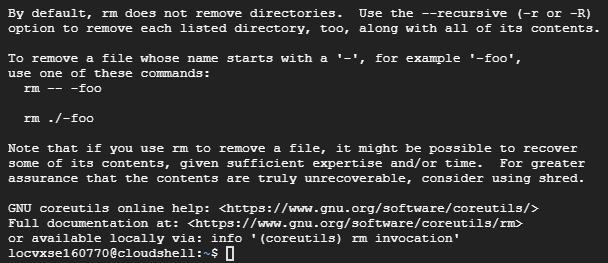 By default, rm does not remove directories.  Use the --recursive (-r or -R)
option to remove each listed directory, too, along with all of its contents.

To remove a file whose name starts with a '-', for example '-foo',
use one of these commands:
  rm -- -foo

  rm ./-foo

Note that if you use rm to remove a file, it might be possible to recover
some of its contents, given sufficient expertise and/or time.  For greater
assurance that the contents are truly unrecoverable, consider using shred.

GNU coreutils online help: <https://www.gnu.org/software/coreutils/>
Full documentation at: <https://www.gnu.org/software/coreutils/rm>
or available locally via: info '(coreutils) rm invocation'
locvxse160770@cloudshell:~$